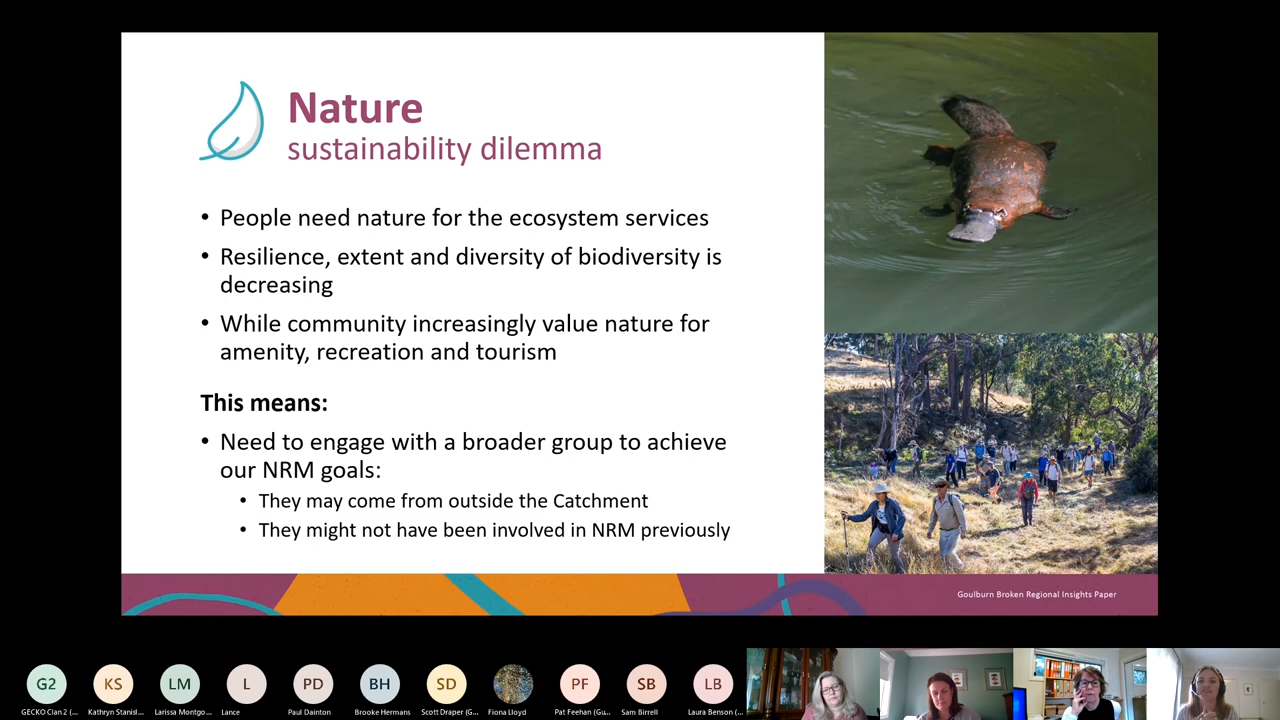 Nature
sustainability dilemma
• People need nature for the ecosystem services
• Resilience, extent and diversity of biodiversity is
decreasing
• While community increasingly value nature for
amenity, recreation and tourism
This means:
• Need to engage with a broader group to achieve
our NRM goals:
• They may come from outside the Catchment
• They might not have been involved in NRM previously
Goulburn Broken Regional Insights Paper
G2 KS LM L PD BH SD PF SB LB
GECKO Clan 2 (... Kathryn Stanisl... Larissa Montgo... Lance Paul Dainton Brooke Hermans Scott Draper (G... Fiona Lloyd Pat Feehan (Gu... Sam Birrell Laura Benson (...